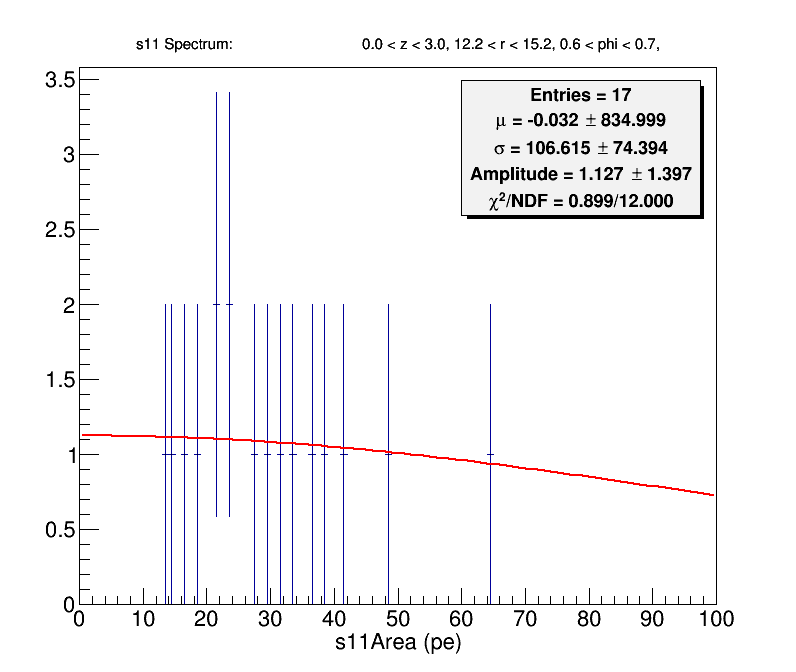 s11 Spectrum: 0.0 < z < 3.0, 12.2 < r < 15.2, 0.6 < phi < 0.7,
Entries = 17
μ = -0.032 ± 834.999
σ = 106.615 ± 74.394
Amplitude = 1.127 ± 1.397
χ²/NDF = 0.899/12.000
3.5
3
2.5
2
1.5
1
0.5
0
0 10 20 30 40 50 60 70 80 90 100
s11Area (pe)